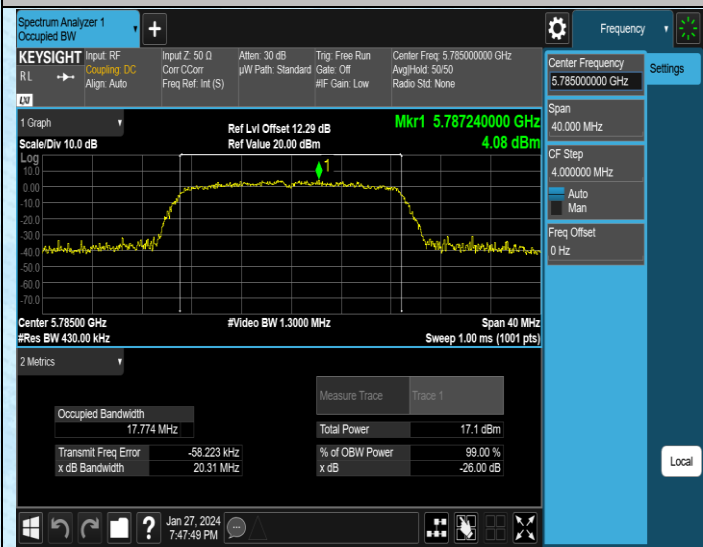 Spectrum Analyzer 1
Occupied BW
+
Frequency
KEYSIGHT
RL
LXI
Input: RF
Coupling: DC
Align: Auto
Input Z: 50 Ω
Corr CCorr
Freq Ref: Int (S)
Atten: 30 dB
µW Path: Standard
Trig: Free Run
Gate: Off
#IF Gain: Low
Center Freq: 5.785000000 GHz
Avg|Hold: 50/50
Radio Std: None
Center Frequency
5.785000000 GHz
Settings
Span
40.000 MHz
CF Step
4.000000 MHz
Auto
Man
Freq Offset
0 Hz
Local
1 Graph
Scale/Div 10.0 dB
Ref Lvl Offset 12.29 dB
Ref Value 20.00 dBm
Mkr1 5.787240000 GHz
4.08 dBm
Log
10.0
0.00
-10.0
-20.0
-30.0
-40.0
-50.0
-60.0
-70.0
1
Center 5.78500 GHz
#Res BW 430.00 kHz
#Video BW 1.3000 MHz
Span 40 MHz
Sweep 1.00 ms (1001 pts)
2 Metrics
Measure Trace Trace 1
Occupied Bandwidth
17.774 MHz
Total Power 17.1 dBm
Transmit Freq Error -58.223 kHz
% of OBW Power 99.00 %
x dB Bandwidth 20.31 MHz
x dB -26.00 dB
?
Jan 27, 2024
7:47:49 PM